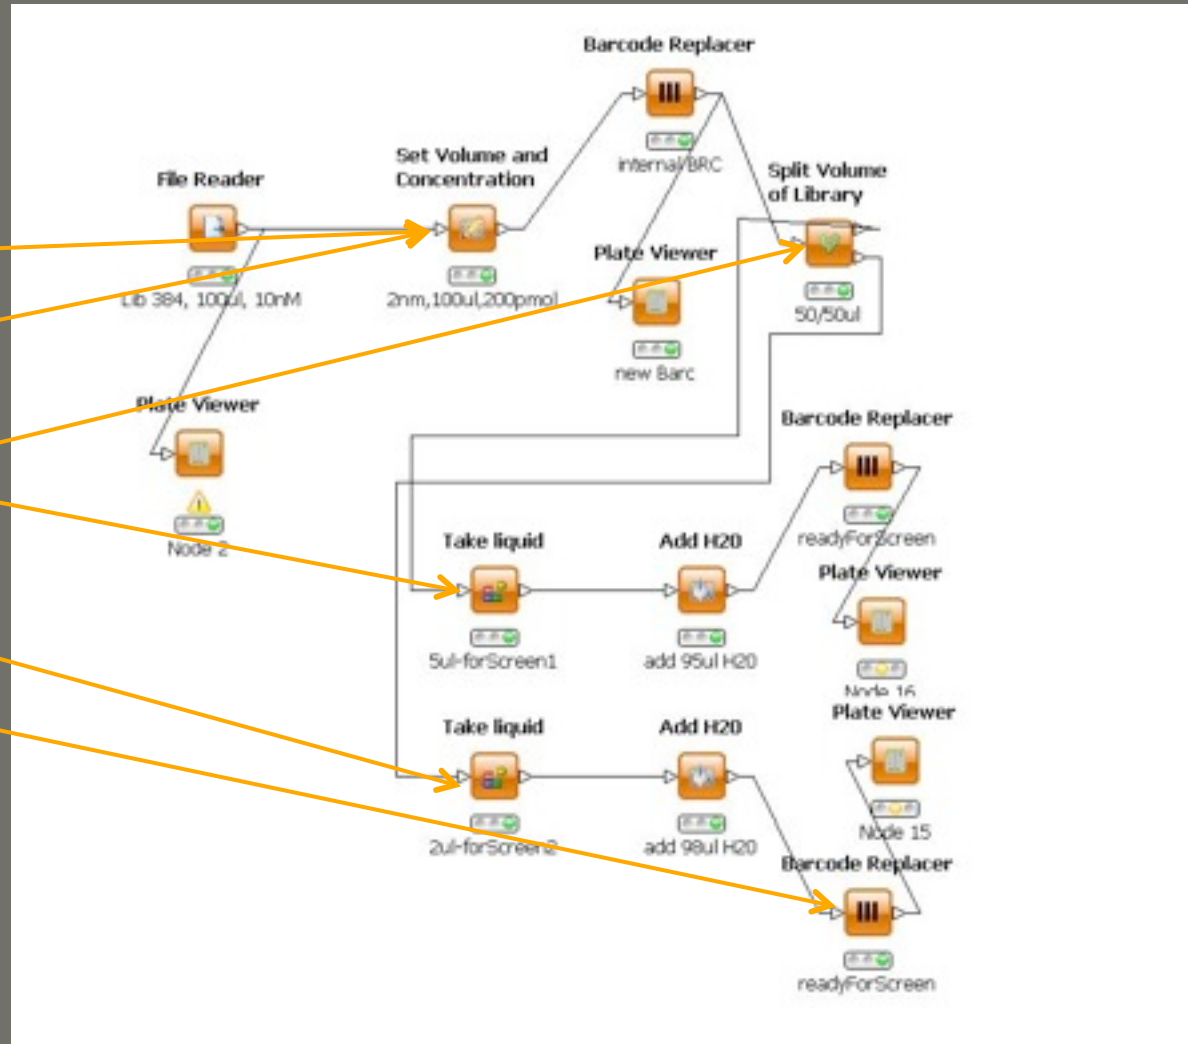 Barcode Replacer
internal/BRC
Set Volume and
Concentration
2nm,100ul,200pmol
File Reader
Lib 384, 100ul, 10nM
Split Volume
of Library
50/50ul
Plate Viewer
new Barc
Plate Viewer
Node 2
Barcode Replacer
readyForScreen
Take liquid
5ul-forScreen1
Add H20
add 95ul H20
Plate Viewer
Node 16
Plate Viewer
Node 15
Take liquid
2ul-forScreen2
Add H20
add 98ul H20
Barcode Replacer
readyForScreen